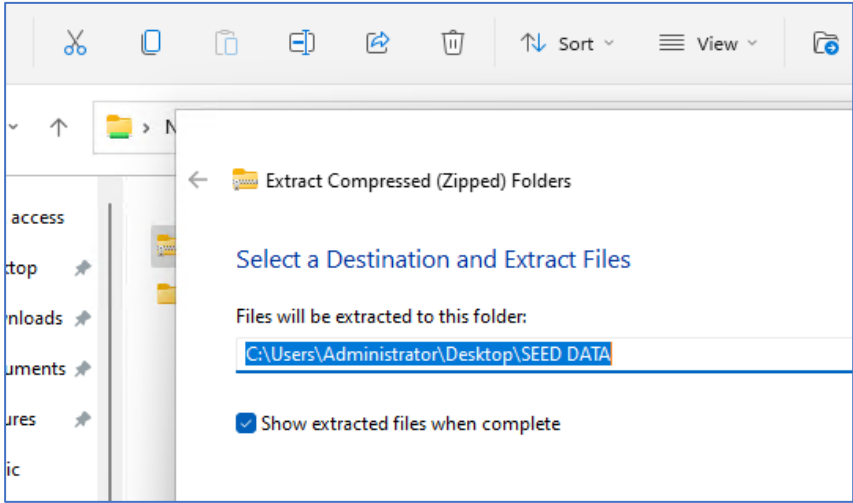 Sort
View
N
Extract Compressed (Zipped) Folders
access
Select a Destination and Extract Files
top
nloads
Files will be extracted to this folder:
uments
C:\Users\Administrator\Desktop\SEED DATA
ures
Show extracted files when complete
ic